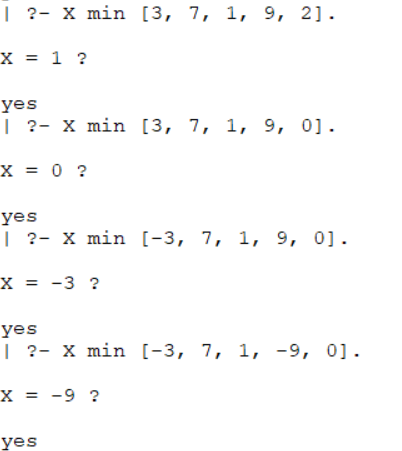 | ?- X min [3, 7, 1, 9, 2].
X = 1 ?
yes
| ?- X min [3, 7, 1, 9, 0].
X = 0 ?
yes
| ?- X min [-3, 7, 1, 9, 0].
X = -3 ?
yes
| ?- X min [-3, 7, 1, -9, 0].
X = -9 ?
yes